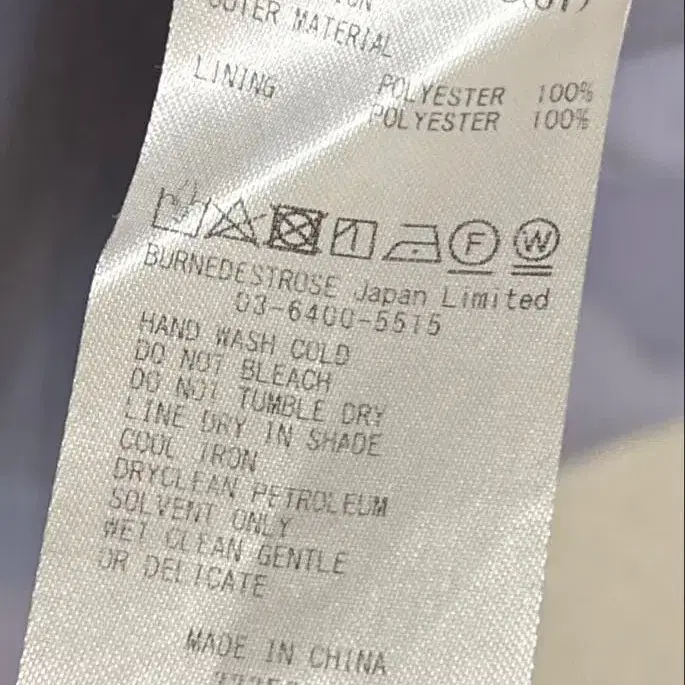 OUTER MATERIAL
POLYESTER 100%
LINING POLYESTER 100%
F W
BURNEDESTROSE Japan Limited
03-6400-5515
HAND WASH COLD
DO NOT BLEACH
DO NOT TUMBLE DRY
LINE DRY IN SHADE
COOL IRON
DRYCLEAN PETROLEUM
SOLVENT ONLY
WET CLEAN GENTLE
OR DELICATE
MADE IN CHINA